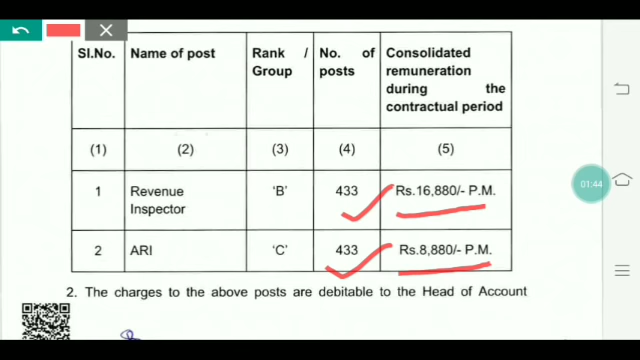 Sl.No. Name of post Rank / No. of Consolidated
Group posts remuneration
during the
contractual period
(1) (2) (3) (4) (5)
1 Revenue 'B' 433 Rs.16,880/- P.M.
Inspector
2 ARI 'C' 433 Rs.8,880/- P.M.
2. The charges to the above posts are debitable to the Head of Account
01:44